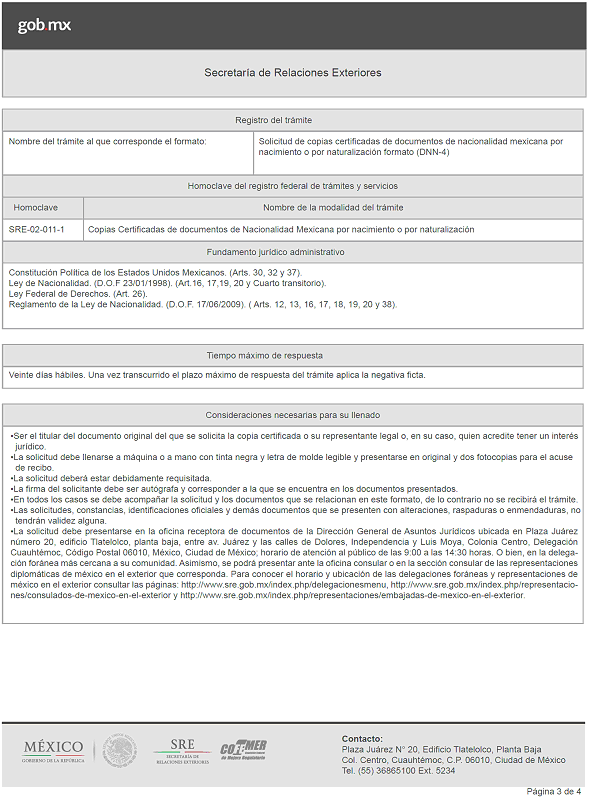 gob.mx
Secretaría de Relaciones Exteriores
Registro del trámite
Nombre del trámite al que corresponde el formato:
Solicitud de copias certificadas de documentos de nacionalidad mexicana por
nacimiento o por naturalización formato (DNN-4)
Homoclave del registro federal de trámites y servicios
Homoclave
Nombre de la modalidad del trámite
SRE-02-011-1
Copias Certificadas de documentos de Nacionalidad Mexicana por nacimiento o por naturalización
Fundamento jurídico administrativo
Constitución Política de los Estados Unidos Mexicanos. (Arts. 30, 32 y 37).
Ley de Nacionalidad. (D.O.F 23/01/1998). (Art.16, 17,19, 20 y Cuarto transitorio).
Ley Federal de Derechos. (Art. 26).
Reglamento de la Ley de Nacionalidad. (D.O.F. 17/06/2009). ( Arts. 12, 13, 16, 17, 18, 19, 20 y 38).
Tiempo máximo de respuesta
Veinte días hábiles. Una vez transcurrido el plazo máximo de respuesta del trámite aplica la negativa ficta.
Consideraciones necesarias para su llenado
•Ser el titular del documento original del que se solicita la copia certificada o su representante legal o, en su caso, quien acredite tener un interés
jurídico.
•La solicitud debe llenarse a máquina o a mano con tinta negra y letra de molde legible y presentarse en original y dos fotocopias para el acuse
de recibo.
•La solicitud deberá estar debidamente requisitada.
•La firma del solicitante debe ser autógrafa y corresponder a la que se encuentra en los documentos presentados.
•En todos los casos se debe acompañar la solicitud y los documentos que se relacionan en este formato, de lo contrario no se recibirá el trámite.
•Las solicitudes, constancias, identificaciones oficiales y demás documentos que se presenten con alteraciones, raspaduras o enmendaduras, no
tendrán validez alguna.
•La solicitud debe presentarse en la oficina receptora de documentos de la Dirección General de Asuntos Jurídicos ubicada en Plaza Juárez
número 20, edificio Tlatelolco, planta baja, entre av. Juárez y las calles de Dolores, Independencia y Luis Moya, Colonia Centro, Delegación
Cuauhtémoc, Código Postal 06010, México, Ciudad de México; horario de atención al público de las 9:00 a las 14:30 horas. O bien, en la delega-
ción foránea más cercana a su comunidad. Asimismo, se podrá presentar ante la oficina consular o en la sección consular de las representaciones
diplomáticas de méxico en el exterior que corresponda. Para conocer el horario y ubicación de las delegaciones foráneas y representaciones de
méxico en el exterior consultar las páginas: http://www.sre.gob.mx/index.php/delegacionesmenu, http://www.sre.gob.mx/index.php/representacio-
nes/consulados-de-mexico-en-el-exterior y http://www.sre.gob.mx/index.php/representaciones/embajadas-de-mexico-en-el-exterior.
MÉXICO
GOBIERNO DE LA REPÚBLICA
SRE
SECRETARÍA DE
RELACIONES EXTERIORES
COFEMER
de Mejora Regulatoria
Contacto:
Plaza Juárez N° 20, Edificio Tlatelolco, Planta Baja
Col. Centro, Cuauhtémoc, C.P. 06010, Ciudad de México
Tel. (55) 36865100 Ext. 5234
Página 3 de 4